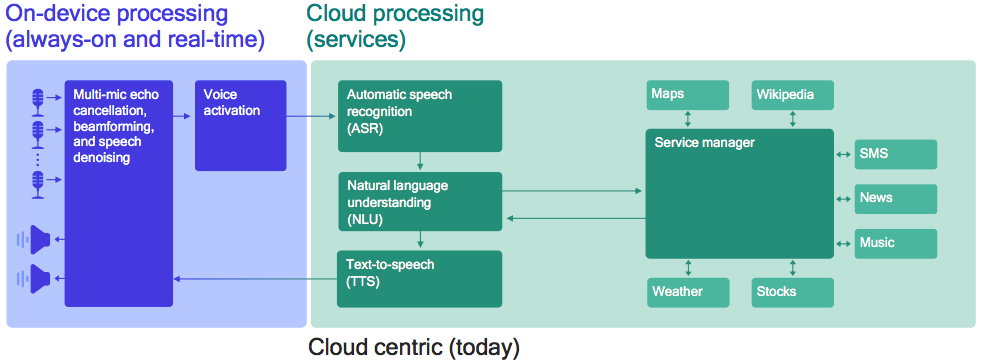 On-device processing
(always-on and real-time)
Cloud processing
(services)
Multi-mic echo
cancellation,
beamforming,
and speech
denoising
Voice
activation
Automatic speech
recognition
(ASR)
Natural language
understanding
(NLU)
Text-to-speech
(TTS)
Maps
Wikipedia
Service manager
SMS
News
Music
Weather
Stocks
Cloud centric (today)